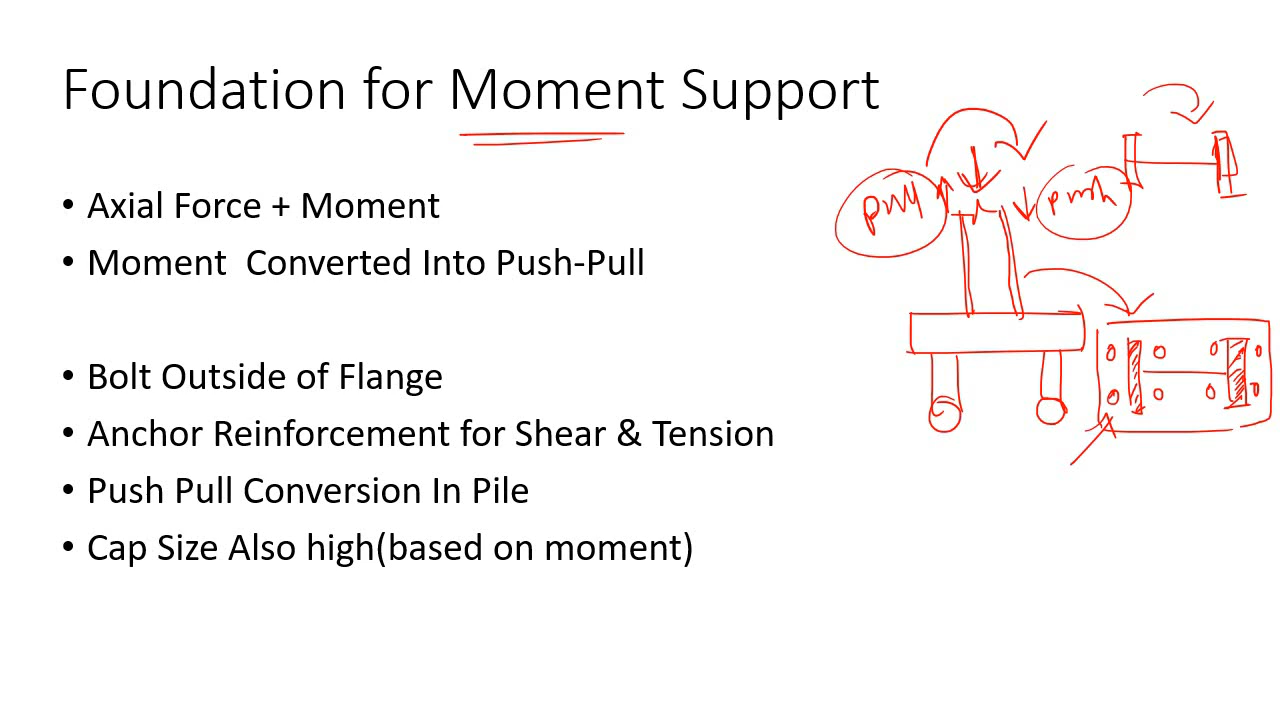 Foundation for Moment Support
• Axial Force + Moment
• Moment Converted Into Push-Pull
• Bolt Outside of Flange
• Anchor Reinforcement for Shear & Tension
• Push Pull Conversion In Pile
• Cap Size Also high(based on moment)
pull
push